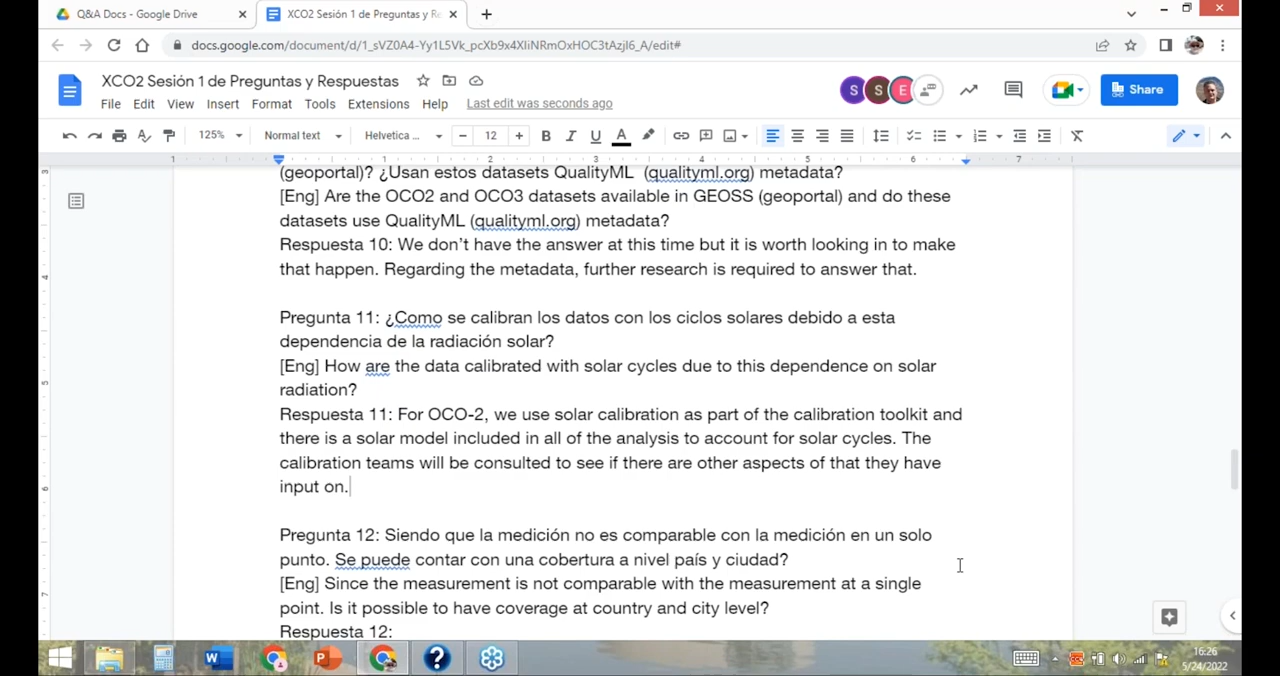 Q&A Docs - Google Drive
XCO2 Sesión 1 de Preguntas y Re
docs.google.com/document/d/1_sVZ0A4-Yy1L5Vk_pcXb9x4XIiNRmOxHOC3tAzjI6_A/edit#
XCO2 Sesión 1 de Preguntas y Respuestas
S S E
Share
File Edit View Insert Format Tools Extensions Help Last edit was seconds ago
125% Normal text Helvetica ... 12 B I U A
1 1 2 3 4 5 6 7
(geoportal)? ¿Usan estos datasets QualityML (qualityml.org) metadata?
[Eng] Are the OCO2 and OCO3 datasets available in GEOSS (geoportal) and do these
datasets use QualityML (qualityml.org) metadata?
Respuesta 10: We don't have the answer at this time but it is worth looking in to make
that happen. Regarding the metadata, further research is required to answer that.
Pregunta 11: ¿Como se calibran los datos con los ciclos solares debido a esta
dependencia de la radiación solar?
[Eng] How are the data calibrated with solar cycles due to this dependence on solar
radiation?
Respuesta 11: For OCO-2, we use solar calibration as part of the calibration toolkit and
there is a solar model included in all of the analysis to account for solar cycles. The
calibration teams will be consulted to see if there are other aspects of that they have
input on.
Pregunta 12: Siendo que la medición no es comparable con la medición en un solo
punto. Se puede contar con una cobertura a nivel país y ciudad?
[Eng] Since the measurement is not comparable with the measurement at a single
point. Is it possible to have coverage at country and city level?
Respuesta 12:
16:26
5/24/2022